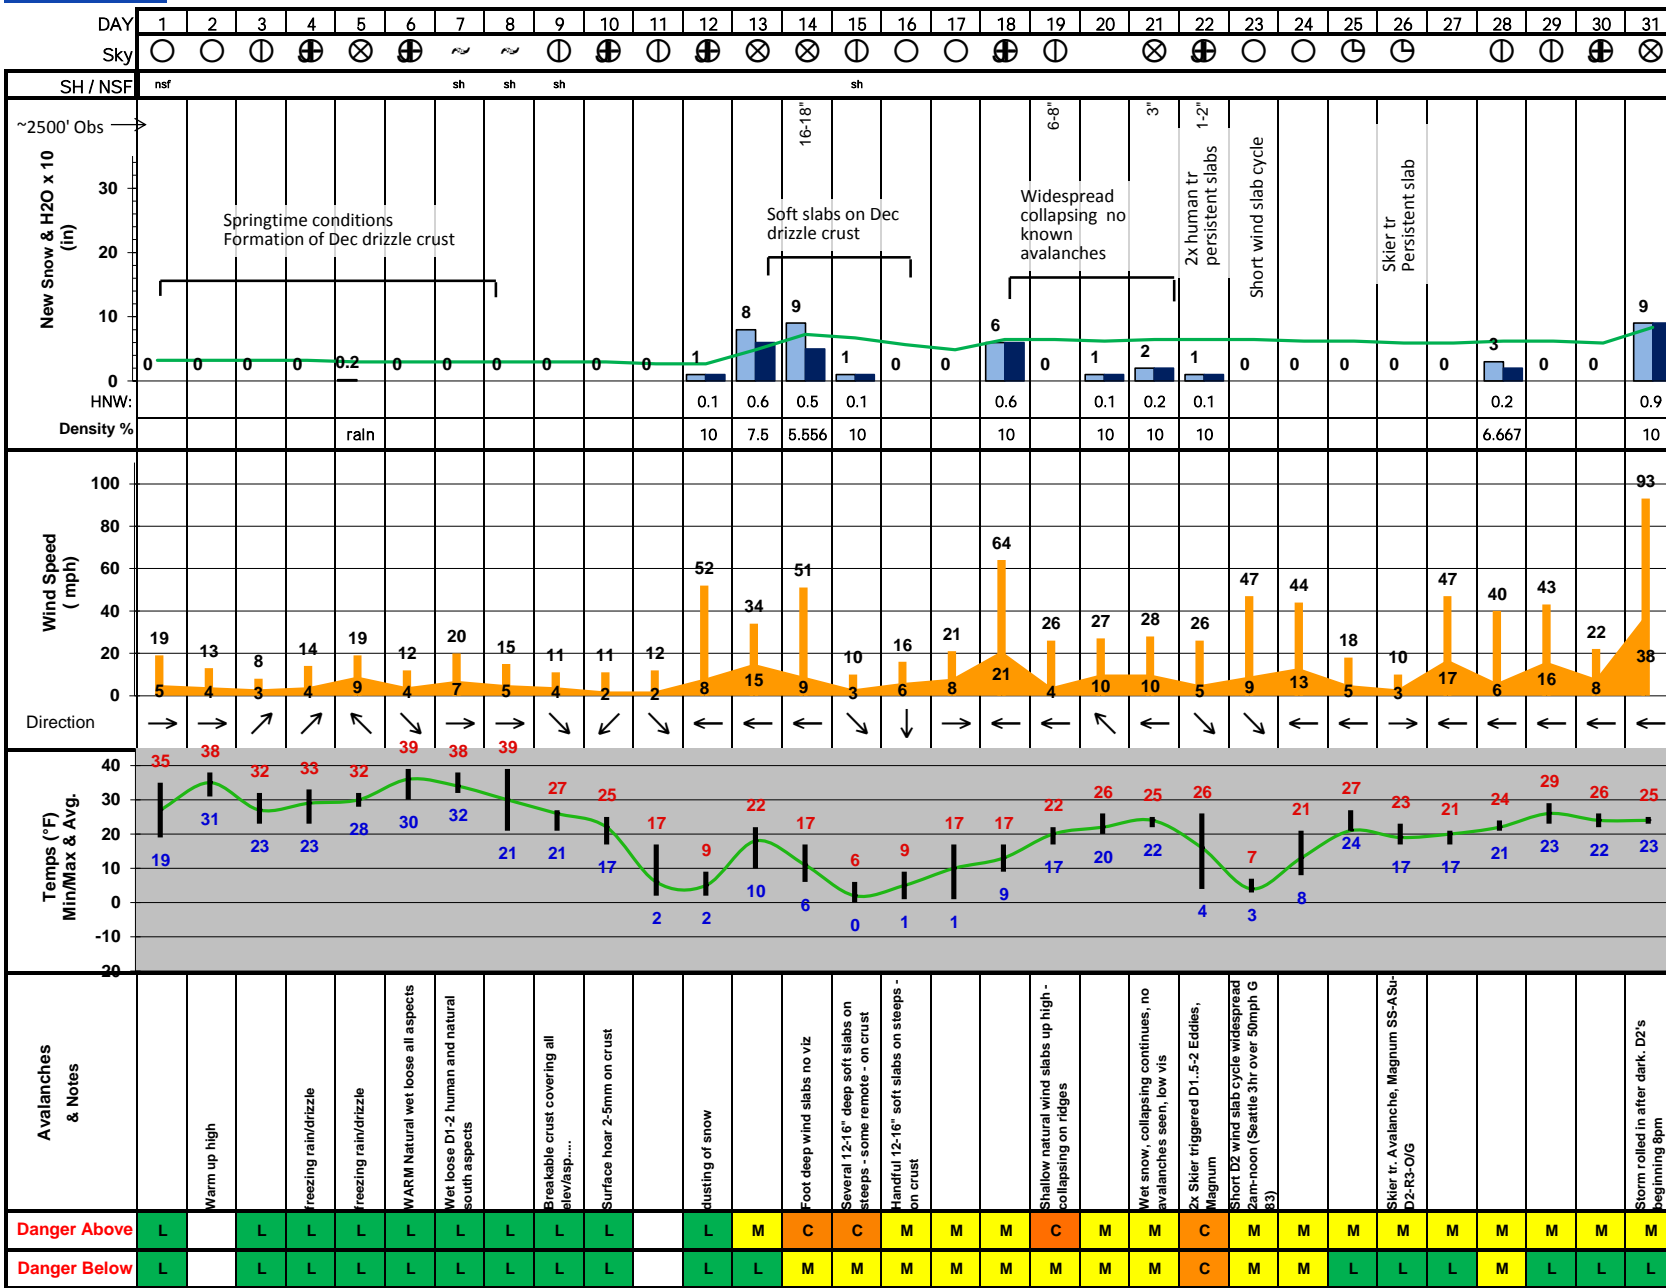 DAY 1 2 3 4 5 6 7 8 9 10 11 12 13 14 15 16 17 18 19 20 21 22 23 24 25 26 27 28 29 30 31
Sky
SH / NSF nsf sh sh sh sh
~2500' Obs 16-18" 6-8" 3" 1-2"
New Snow & H2O x 10
(in)
30
20
10
0
Springtime conditions
Formation of Dec drizzle crust
Soft slabs on Dec
drizzle crust
Widespread
collapsing no
known
avalanches
2x human tr
persistent slabs
Short wind slab cycle
Skier tr
Persistent slab
0 0 0 0 0.2 0 0 0 0 0 0 1 8 9 1 0 0 6 0 1 2 1 0 0 0 0 0 3 0 0 9
HNW: 0.1 0.6 0.5 0.1 0.6 0.1 0.2 0.1 0.2 0.9
Density % rain 10 7.5 5.556 10 10 10 10 10 6.667 10
Wind Speed
( mph)
100
80
60
40
20
0
19 13 8 14 19 12 20 15 11 11 12 52 34 51 10 16 21 64 26 27 28 26 47 44 18 10 47 40 43 22 93
5 4 3 4 9 4 7 5 4 2 2 8 15 9 3 6 8 21 4 10 10 5 9 13 5 3 17 6 16 8 38
Direction → → ↗ ↗ ↖ ↘ → → ↘ ↙ ↘ ← ← ← ↘ ↓ → ← ← ↖ ← ↘ ↘ ← ← → ← ← ← ← ←
Temps (°F)
Min/Max & Avg.
40
30
20
10
0
-10
-20
35 38 32 33 32 39 38 39 27 25 17 9 22 17 6 9 17 17 22 26 25 26 7 21 27 23 21 24 29 26 25
19 31 23 23 28 30 32 21 21 17 2 2 10 6 0 1 1 9 17 20 22 4 3 8 24 17 17 21 23 22 23
Avalanches
& Notes
Warm up high
freezing rain/drizzle
freezing rain/drizzle
WARM Natural wet loose all aspects
Wet loose D1-2 human and natural
south aspects
Breakable crust covering all
elev/asp.....
Surface hoar 2-5mm on crust
dusting of snow
Foot deep wind slabs no viz
Several 12-16" deep soft slabs on
steeps - some remote - on crust
Handful 12-16" soft slabs on steeps -
on crust
Shallow natural wind slabs up high -
collapsing on ridges
Wet snow, collapsing continues, no
avalanches seen, low vis
2x Skier triggered D1..5-2 Eddies,
Magnum
Short D2 wind slab cycle widespread
2am-noon (Seattle 3hr over 50mph G
83)
Skier tr. Avalanche, Magnum SS-ASu-
D2-R3-O/G
Storm rolled in after dark. D2's
beginning 8pm
Danger Above L L L L L L L L L L M C C M M M C M M C M M M M M M M M M
Danger Below L L L L L L L L L L L M M M M M M M M C M M L L L M L L L